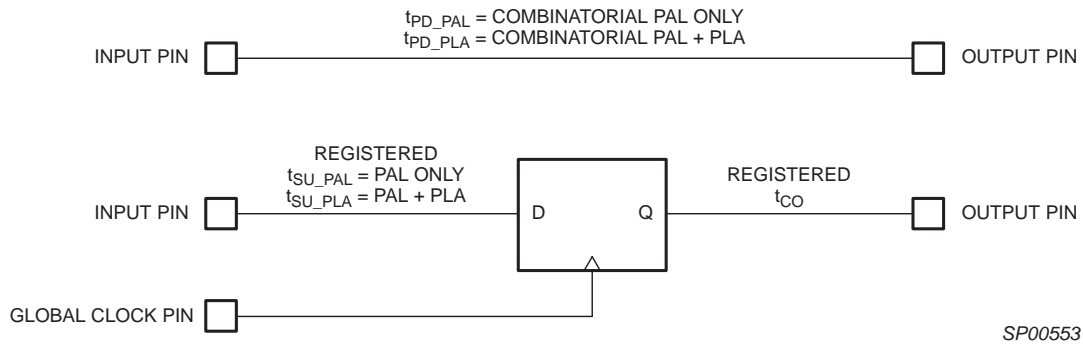 tPD_PAL = COMBINATORIAL PAL ONLY
tPD_PLA = COMBINATORIAL PAL + PLA
INPUT PIN
OUTPUT PIN
REGISTERED
tSU_PAL = PAL ONLY
tSU_PLA = PAL + PLA
REGISTERED
tCO
INPUT PIN
D
Q
OUTPUT PIN
GLOBAL CLOCK PIN
SP00553